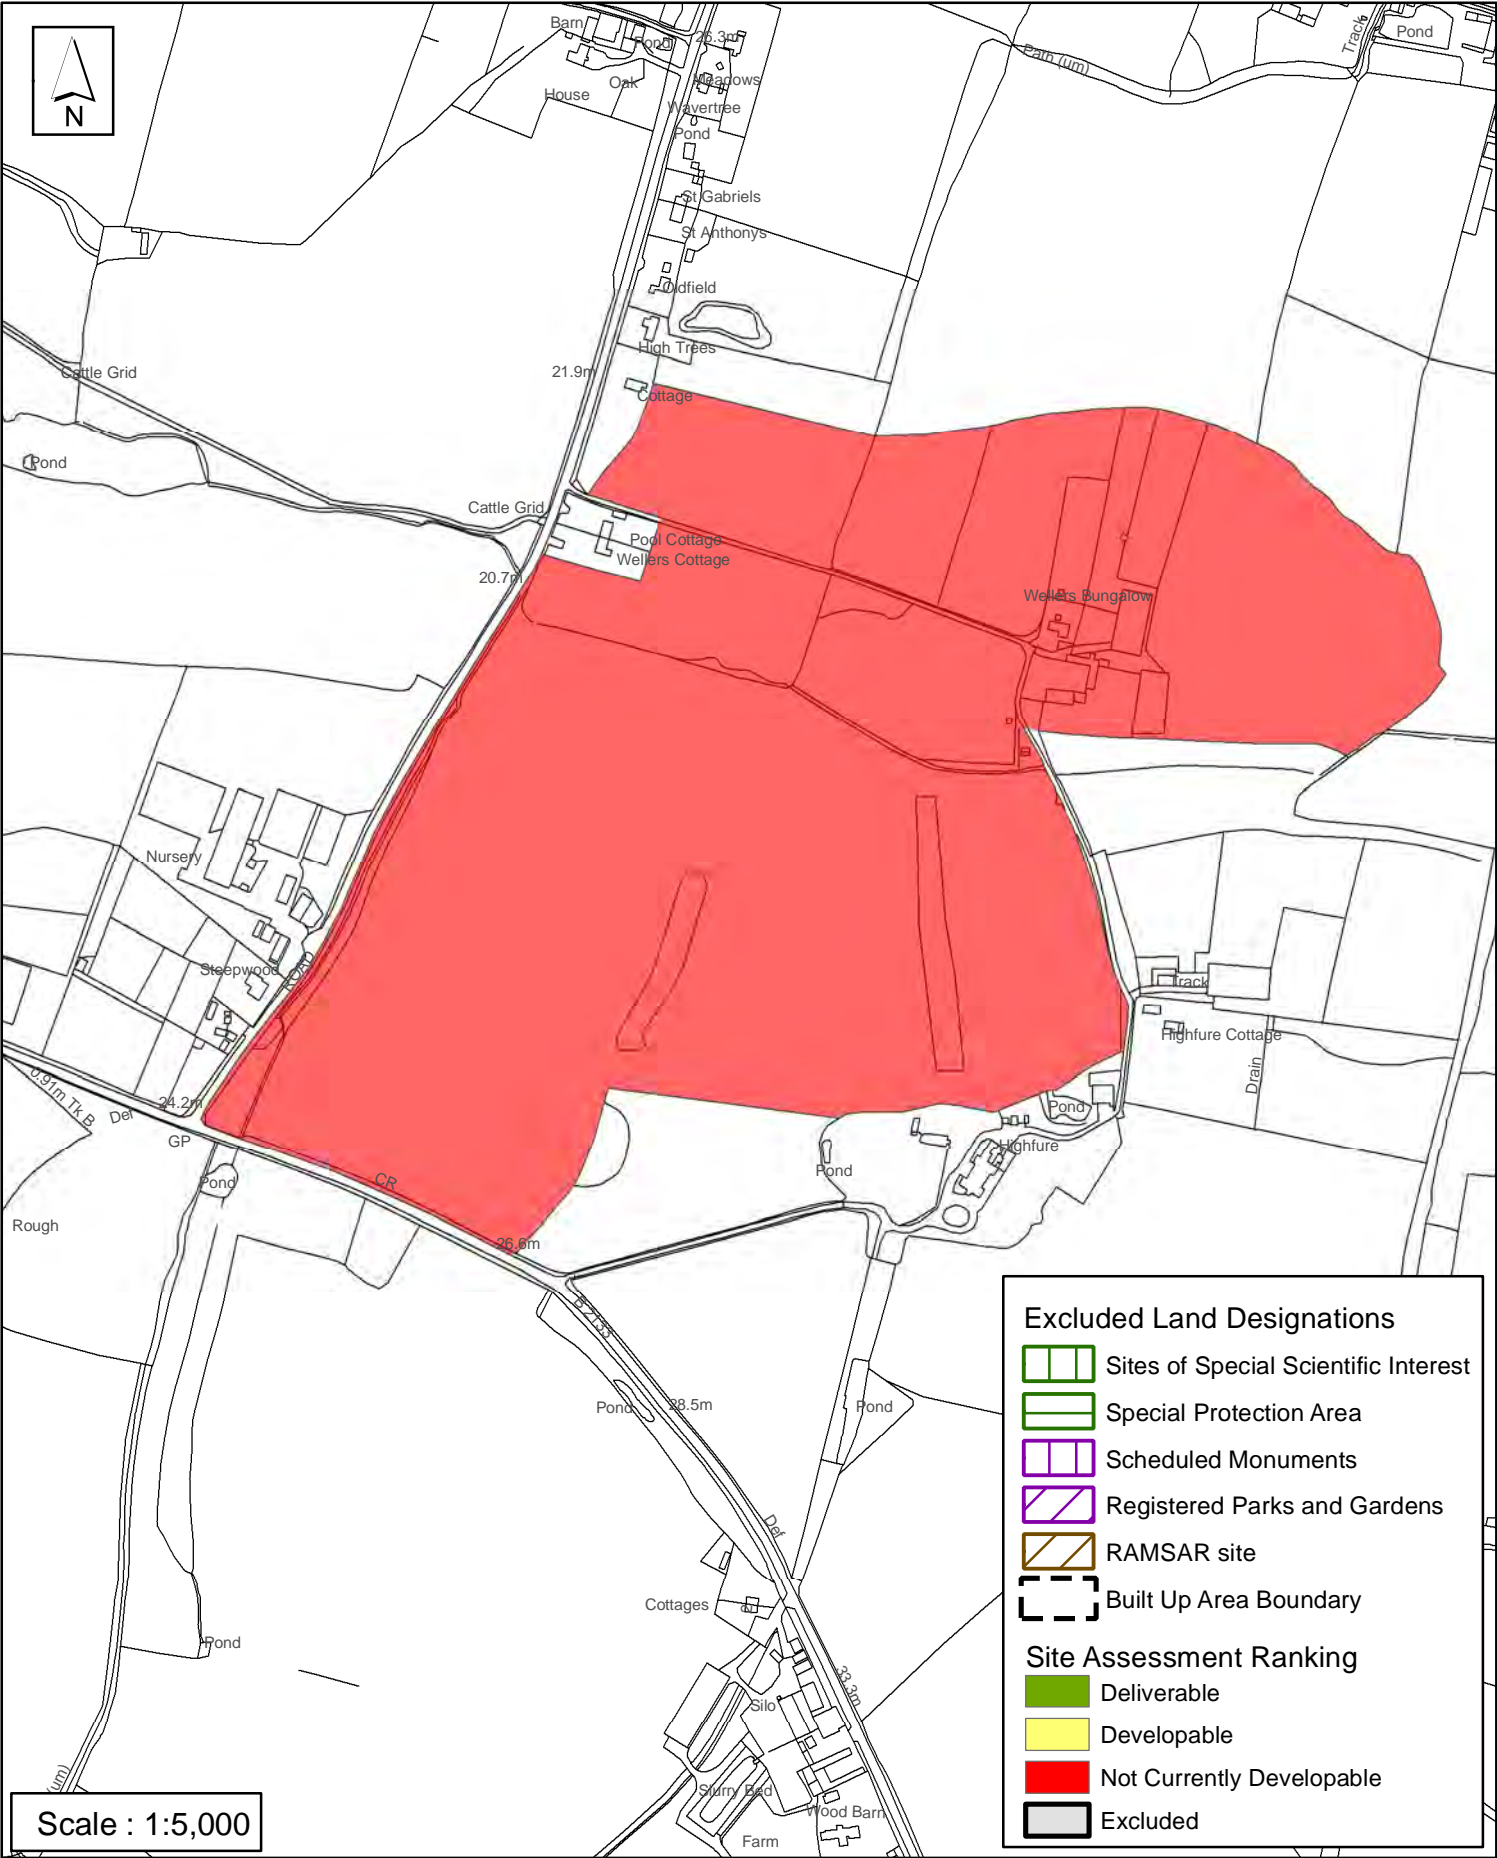 Barn
Pond
26.3m
Track
Pond
Path (um)
Meadows
Oak
House
Wavertree
Pond
St Gabriels
St Anthonys
Oldfield
High Trees
21.9m
Cattle Grid
Cottage
Pond
Cattle Grid
Pool Cottage
Wellers Cottage
20.7m
Wellers Bungalow
Nursery
Steepwood
ROAD
Track
Highfure Cottage
Drain
0.91m Tk B
Def
24.2m
GP
Pond
Highfure
Pond
CR
Pond
Rough
26.6m
B 2133
Pond
28.5m
Pond
Def
Cottages
2
Pond
33.3m
Silo
Slurry Bed
Wood Barn
Farm
(um)
N
Excluded Land Designations
Sites of Special Scientific Interest
Special Protection Area
Scheduled Monuments
Registered Parks and Gardens
RAMSAR site
Built Up Area Boundary
Site Assessment Ranking
Deliverable
Developable
Not Currently Developable
Excluded
Scale : 1:5,000